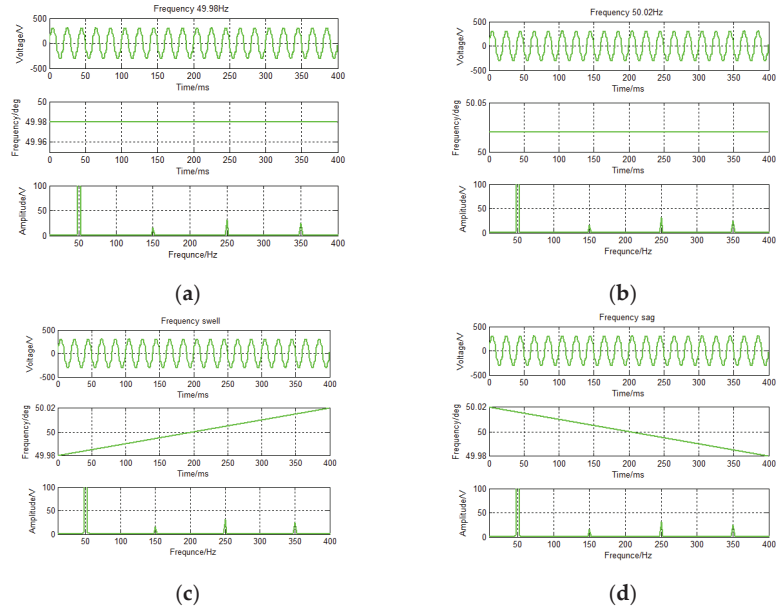 Frequency 49.98Hz
500
0
-500
Voltage/V
0 50 100 150 200 250 300 350 400
Time/ms
50
49.98
49.96
Frequency/deg
0 50 100 150 200 250 300 350 400
Time/ms
100
50
0
Amplitude/V
50 100 150 200 250 300 350 400
Frequnce/Hz
(a)
Frequency 50.02Hz
500
0
-500
Voltage/V
0 50 100 150 200 250 300 350 400
Time/ms
50.05
50
Frequency/deg
0 50 100 150 200 250 300 350 400
Time/ms
100
50
0
Amplitude/V
50 100 150 200 250 300 350 400
Frequnce/Hz
(b)
Frequency swell
500
0
-500
Voltage/V
0 50 100 150 200 250 300 350 400
Time/ms
50.02
50
49.98
Frequency/deg
0 50 100 150 200 250 300 350 400
Time/ms
100
50
0
Amplitude/V
0 50 100 150 200 250 300 350 400
Frequnce/Hz
(c)
Frequency sag
500
0
-500
Voltage/V
0 50 100 150 200 250 300 350 400
Time/ms
50.02
50
49.98
Frequency/deg
50 100 150 200 250 300 350 400
Time/ms
100
50
0
Amplitude/V
50 100 150 200 250 300 350 400
Frequnce/Hz
(d)